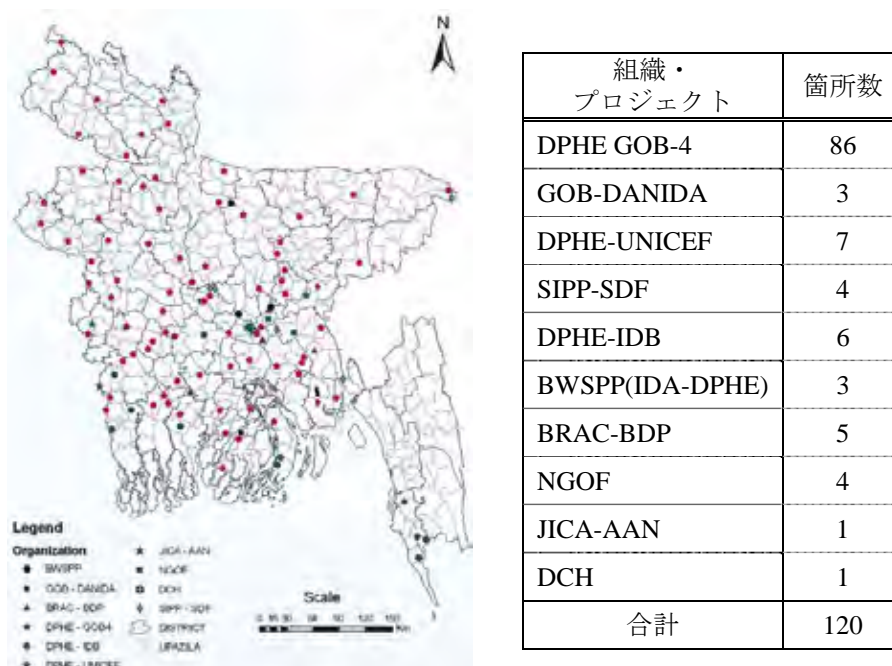 N
Legend
Organization
BWSPP
GOB - DANIDA
BRAC - BDP
DPHE - GOB4
DPHE - IDB
DPHE - UNICEF
JICA - AAN
NGOF
DCH
SIPP - SDF
DISTRICT
UPAZILA
Scale
Km
組織・
プロジェクト 箇所数
DPHE GOB-4 86
GOB-DANIDA 3
DPHE-UNICEF 7
SIPP-SDF 4
DPHE-IDB 6
BWSPP(IDA-DPHE) 3
BRAC-BDP 5
NGOF 4
JICA-AAN 1
DCH 1
合計 120